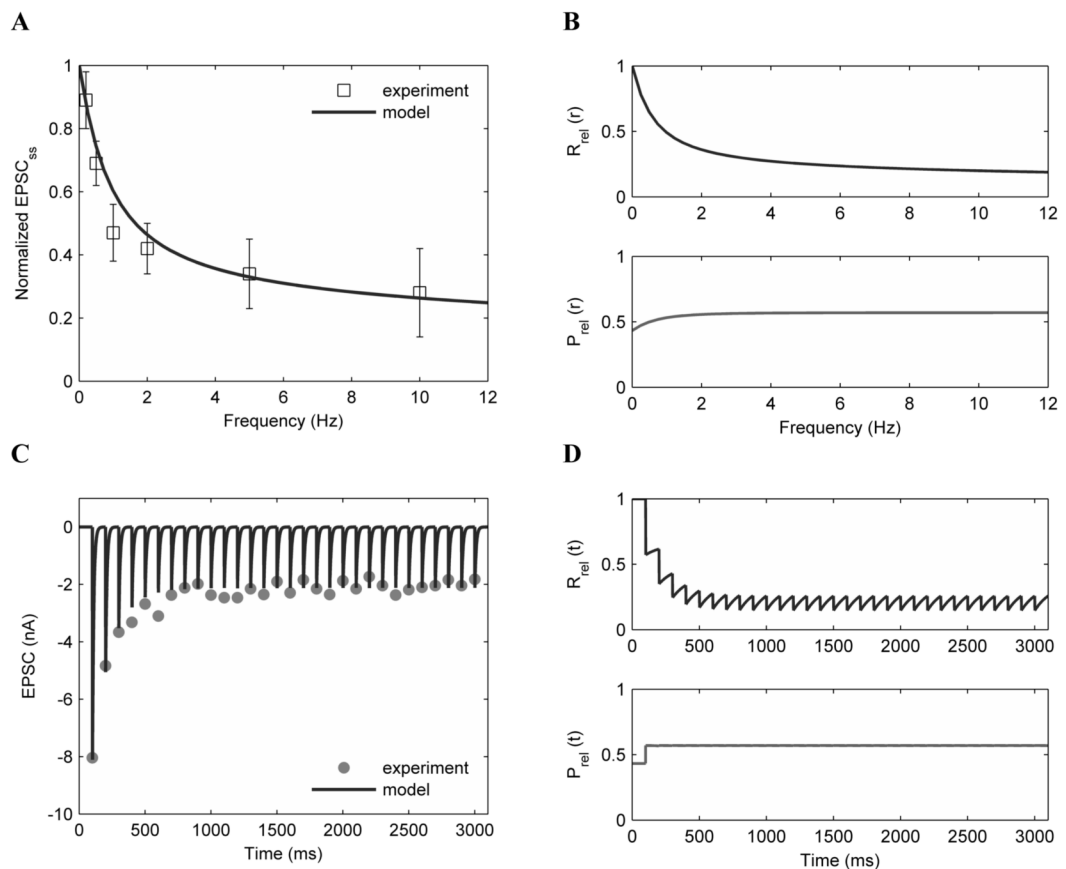 A
Normalized EPSCss
1
0.8
0.6
0.4
0.2
0
0 2 4 6 8 10 12
Frequency (Hz)
experiment
model
B
Rrel (r)
1
0.5
0
0 2 4 6 8 10 12
Prel (r)
1
0.5
0
0 2 4 6 8 10 12
Frequency (Hz)
C
EPSC (nA)
0
-2
-4
-6
-8
-10
0 500 1000 1500 2000 2500 3000
Time (ms)
experiment
model
D
Rrel (t)
1
0.5
0
0 500 1000 1500 2000 2500 3000
Prel (t)
1
0.5
0
0 500 1000 1500 2000 2500 3000
Time (ms)